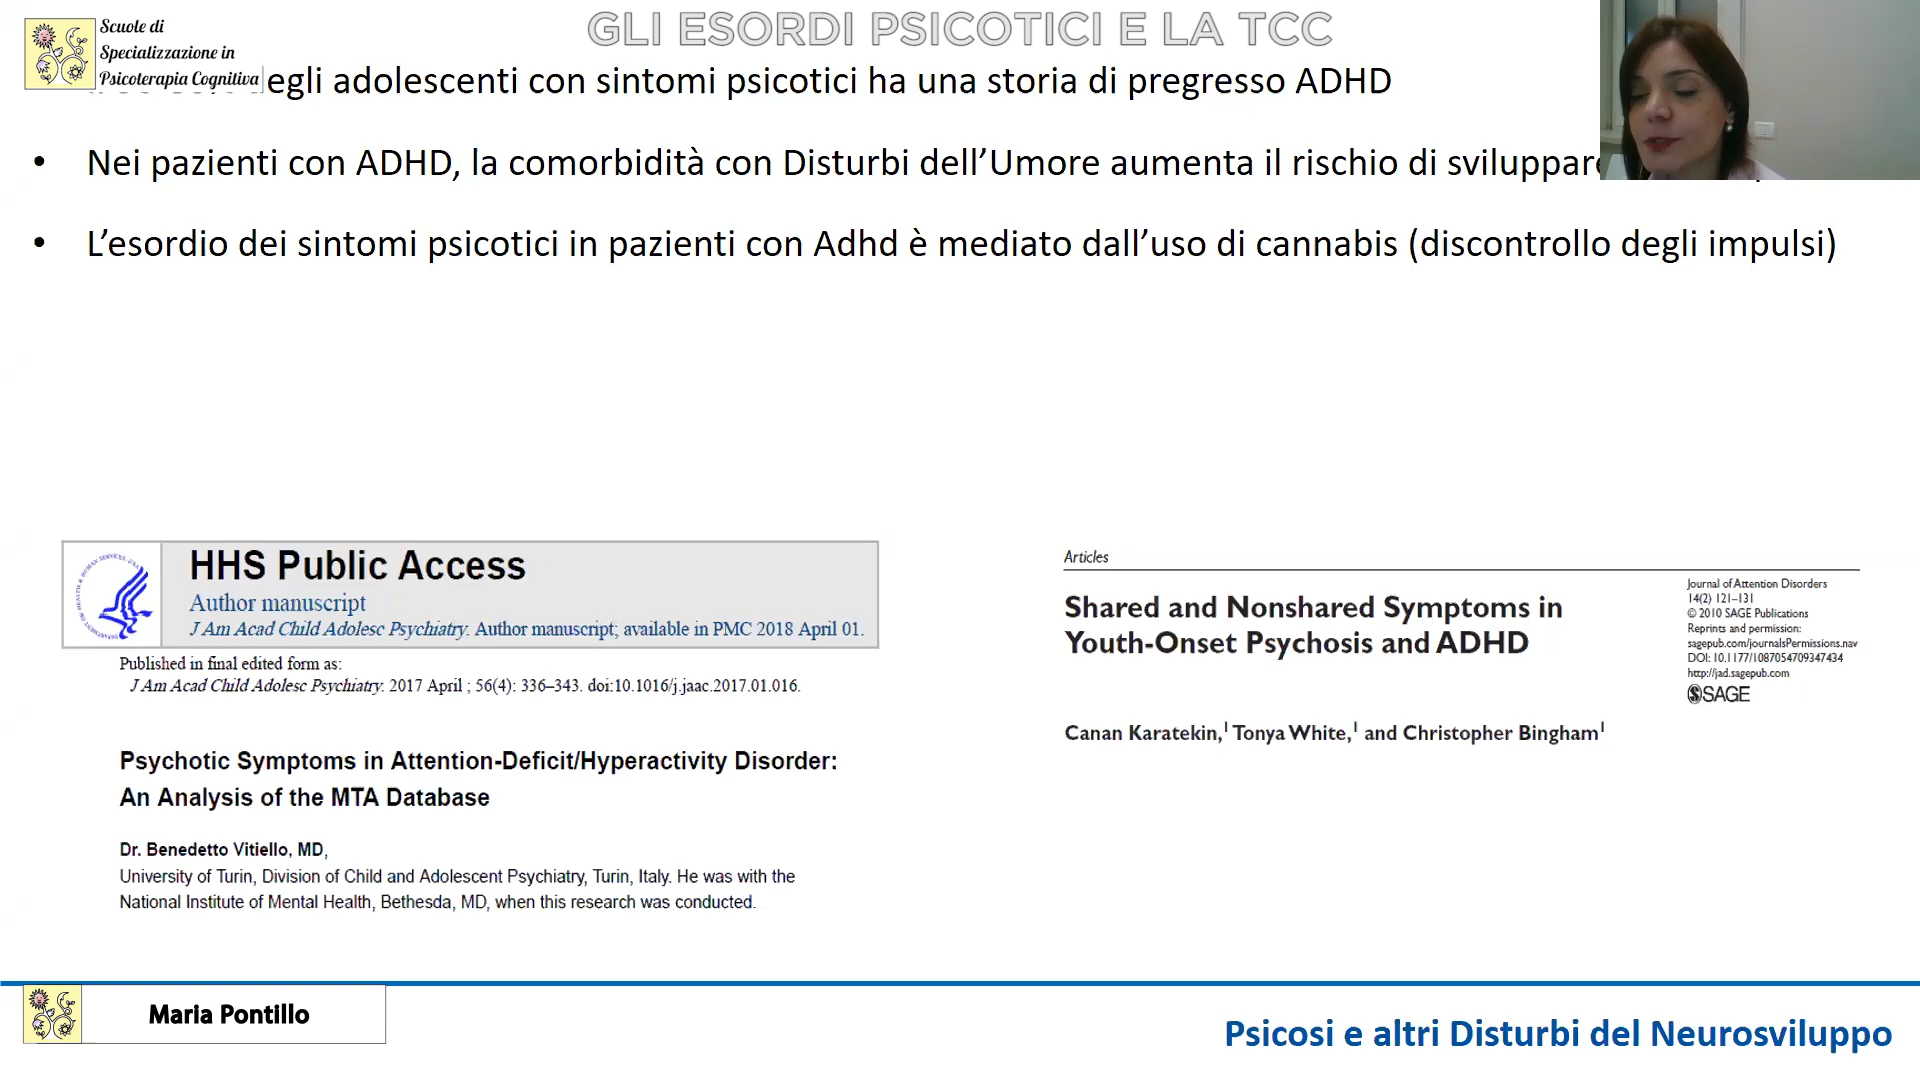 Scuole di
Specializzazione in
Psicoterapia Cognitiva
GLI ESORDI PSICOTICI E LA TCC
egli adolescenti con sintomi psicotici ha una storia di pregresso ADHD
• Nei pazienti con ADHD, la comorbidità con Disturbi dell’Umore aumenta il rischio di sviluppare
• L’esordio dei sintomi psicotici in pazienti con Adhd è mediato dall’uso di cannabis (discontrollo degli impulsi)
HHS Public Access
Author manuscript
J Am Acad Child Adolesc Psychiatry. Author manuscript; available in PMC 2018 April 01.
Published in final edited form as:
J Am Acad Child Adolesc Psychiatry. 2017 April ; 56(4): 336–343. doi:10.1016/j.jaac.2017.01.016.
Psychotic Symptoms in Attention-Deficit/Hyperactivity Disorder:
An Analysis of the MTA Database
Dr. Benedetto Vitiello, MD,
University of Turin, Division of Child and Adolescent Psychiatry, Turin, Italy. He was with the
National Institute of Mental Health, Bethesda, MD, when this research was conducted.
Articles
Shared and Nonshared Symptoms in
Youth-Onset Psychosis and ADHD
Journal of Attention Disorders
14(2) 121–131
© 2010 SAGE Publications
Reprints and permission:
sagepub.com/journalsPermissions.nav
DOI: 10.1177/1087054709347434
http://jad.sagepub.com
SAGE
Canan Karatekin,1 Tonya White,1 and Christopher Bingham1
Maria Pontillo
Psicosi e altri Disturbi del Neurosviluppo